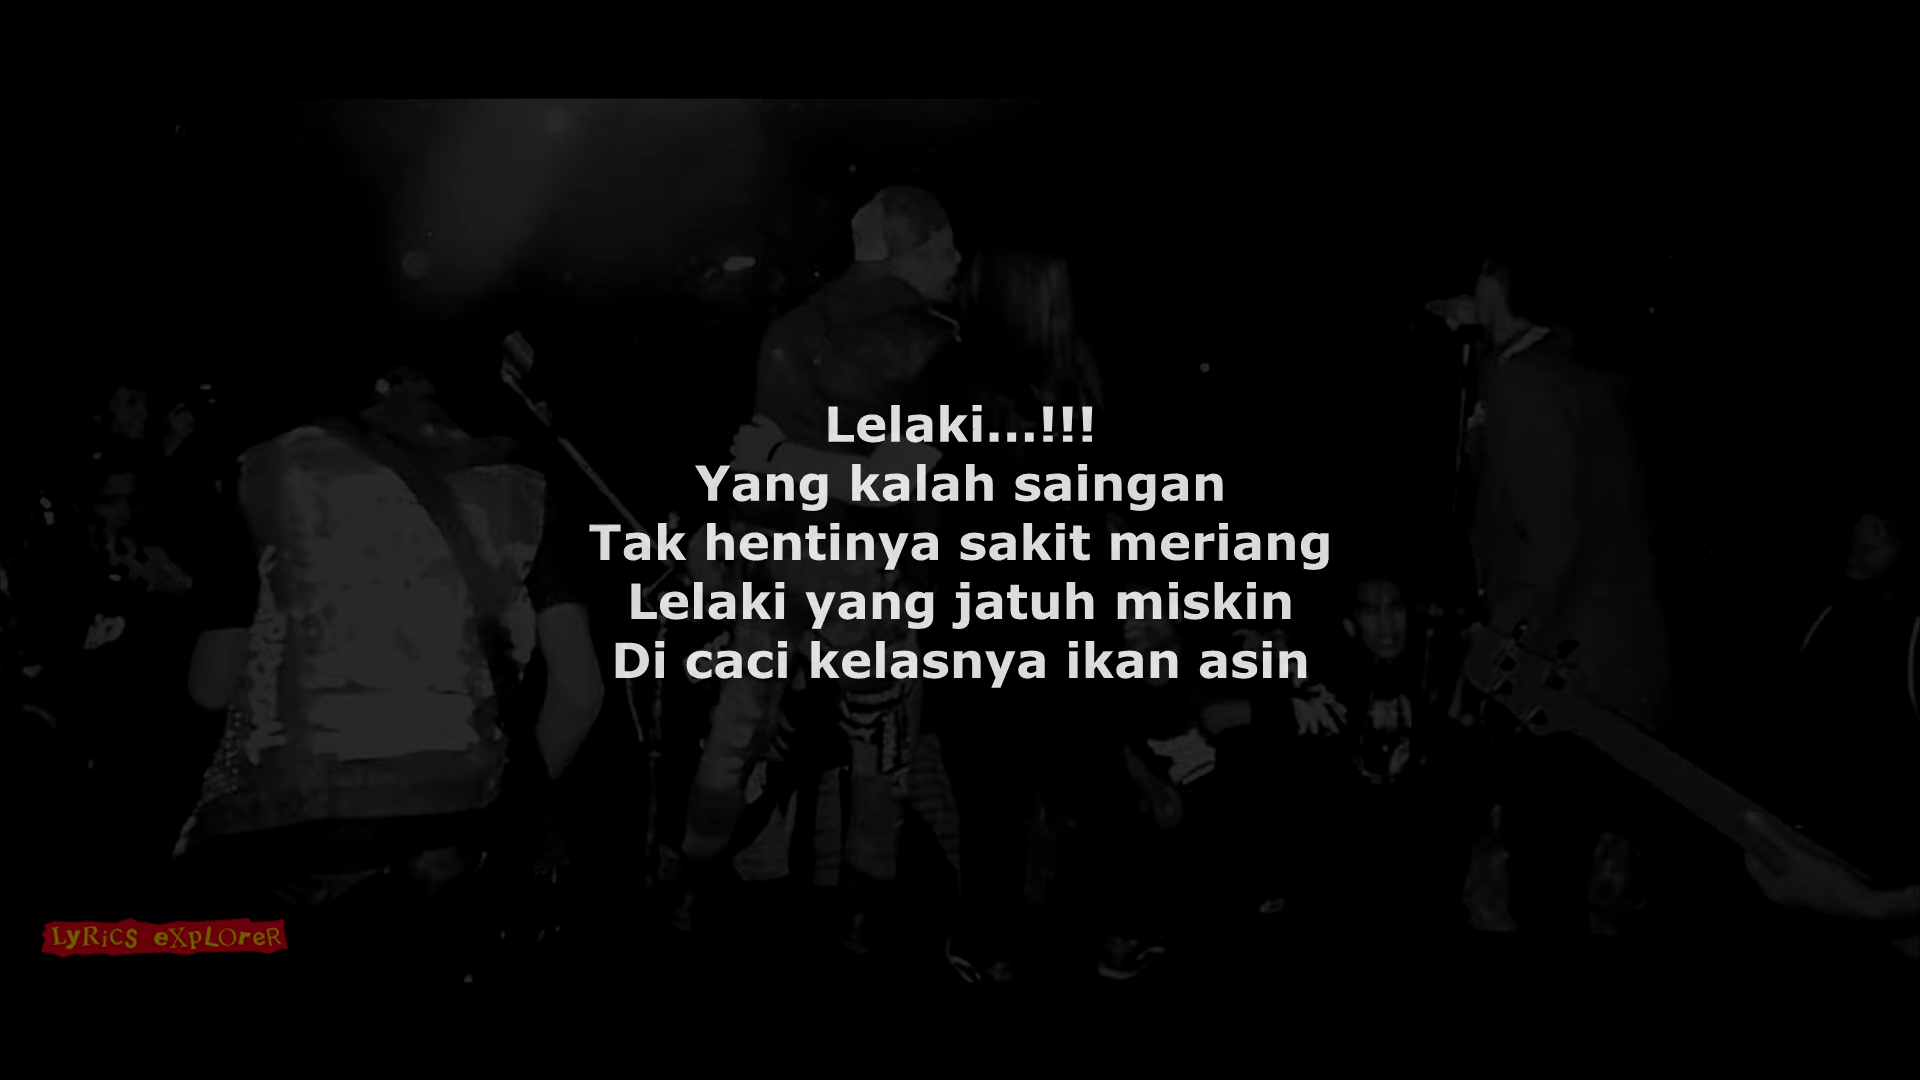 Lelaki...!!!
Yang kalah saingan
Tak hentinya sakit meriang
Lelaki yang jatuh miskin
Di caci kelasnya ikan asin
LyRiCS eXpLOreR